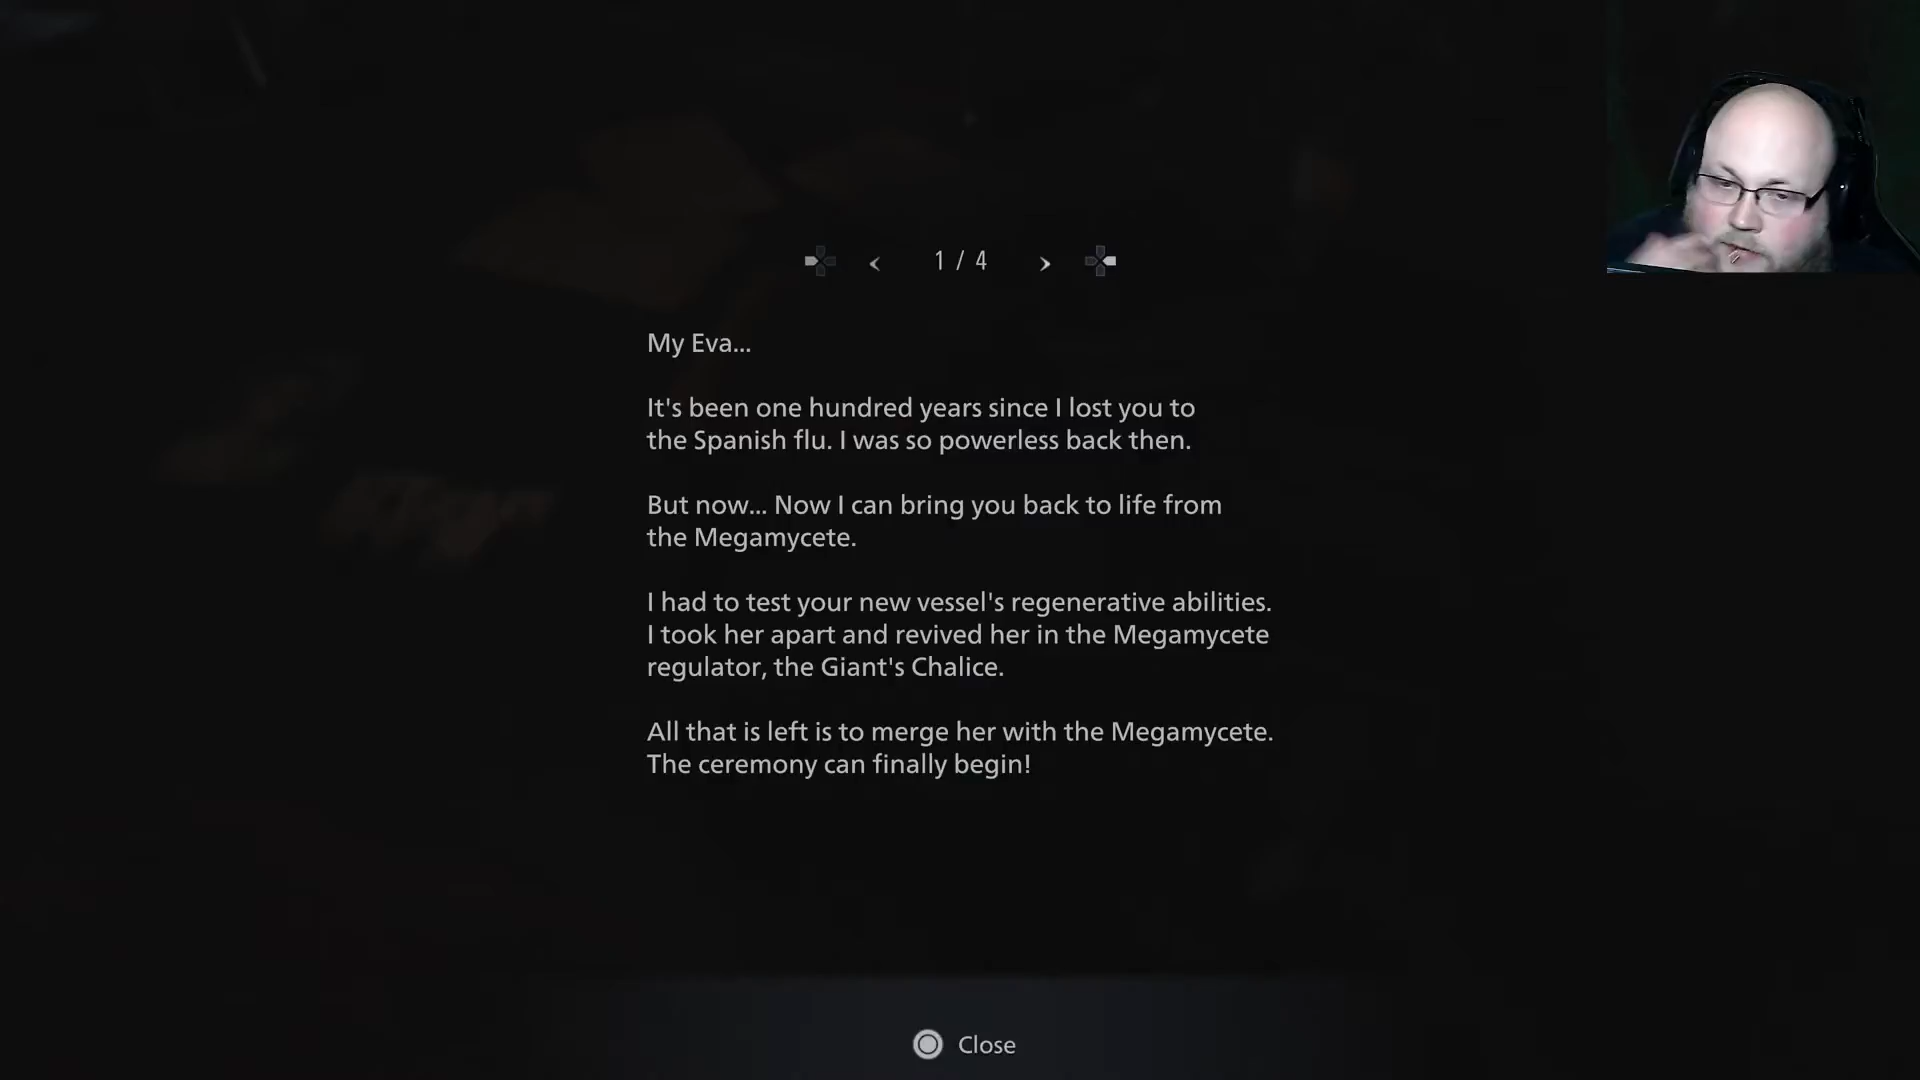 1 / 4
My Eva...
It's been one hundred years since I lost you to
the Spanish flu. I was so powerless back then.
But now... Now I can bring you back to life from
the Megamycete.
I had to test your new vessel's regenerative abilities.
I took her apart and revived her in the Megamycete
regulator, the Giant's Chalice.
All that is left is to merge her with the Megamycete.
The ceremony can finally begin!
Close